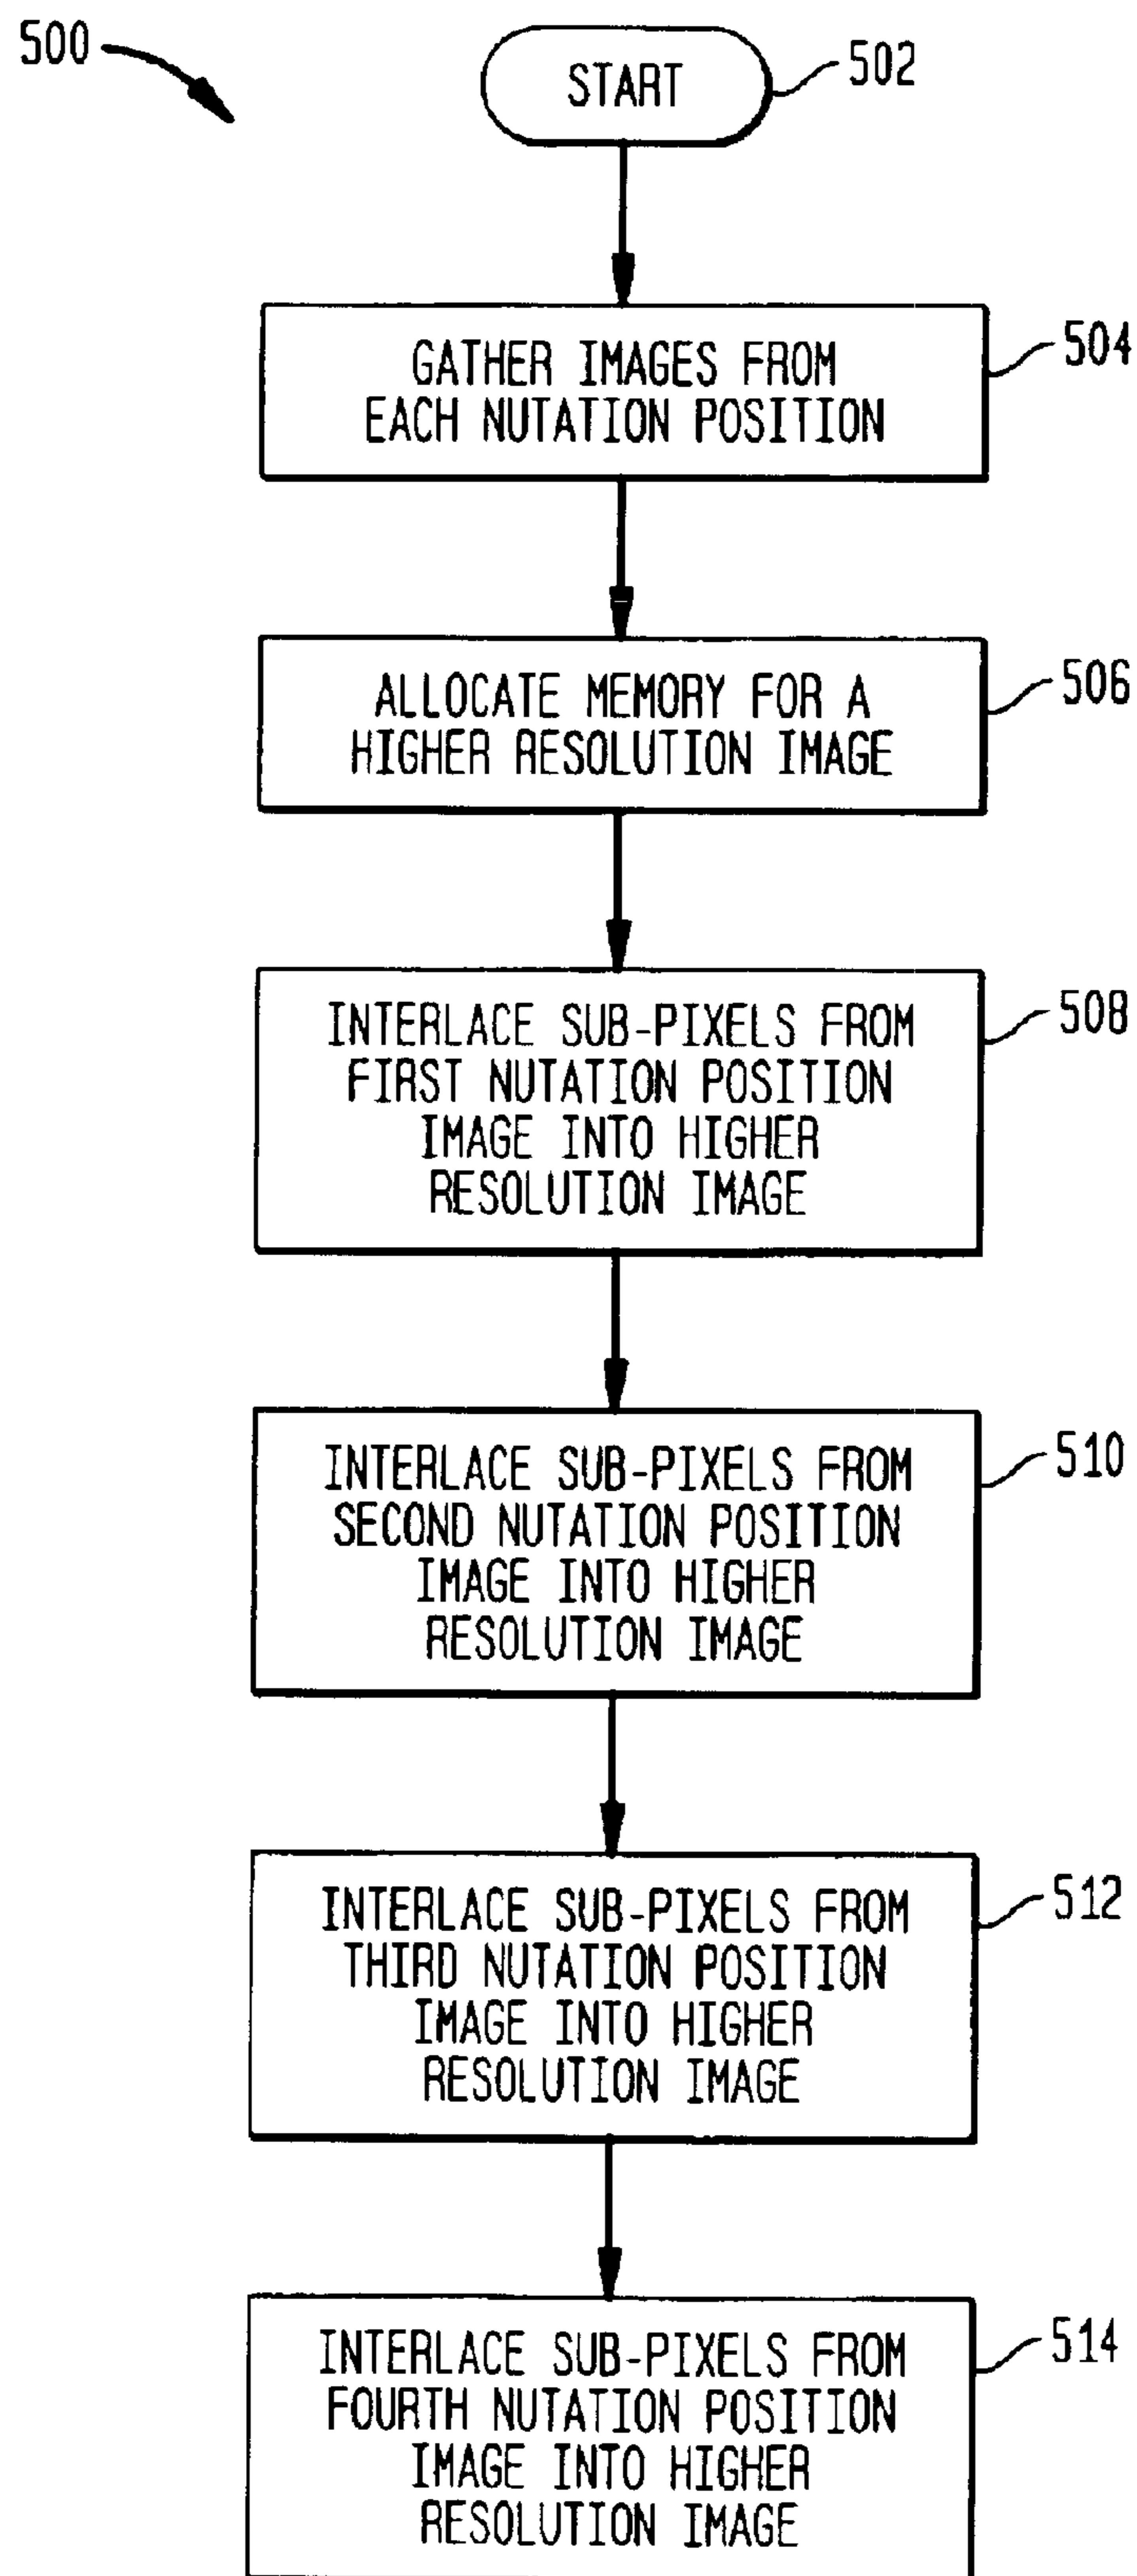 500
START
502
GATHER IMAGES FROM
EACH NUTATION POSITION
504
ALLOCATE MEMORY FOR A
HIGHER RESOLUTION IMAGE
506
INTERLACE SUB-PIXELS FROM
FIRST NUTATION POSITION
IMAGE INTO HIGHER
RESOLUTION IMAGE
508
INTERLACE SUB-PIXELS FROM
SECOND NUTATION POSITION
IMAGE INTO HIGHER
RESOLUTION IMAGE
510
INTERLACE SUB-PIXELS FROM
THIRD NUTATION POSITION
IMAGE INTO HIGHER
RESOLUTION IMAGE
512
INTERLACE SUB-PIXELS FROM
FOURTH NUTATION POSITION
IMAGE INTO HIGHER
RESOLUTION IMAGE
514